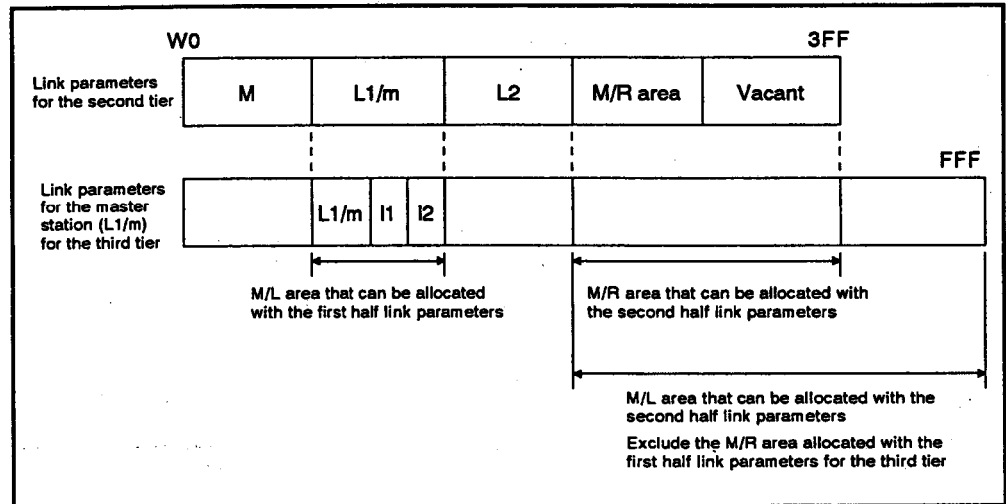 W0 3FF
Link parameters
for the second tier
M L1/m L2 M/R area Vacant
FFF
Link parameters
for the master
station (L1/m)
for the third tier
L1/m l1 l2
M/L area that can be allocated
with the first half link parameters
M/R area that can be allocated with
the second half link parameters
M/L area that can be allocated with the
second half link parameters
Exclude the M/R area allocated with the
first half link parameters for the third tier